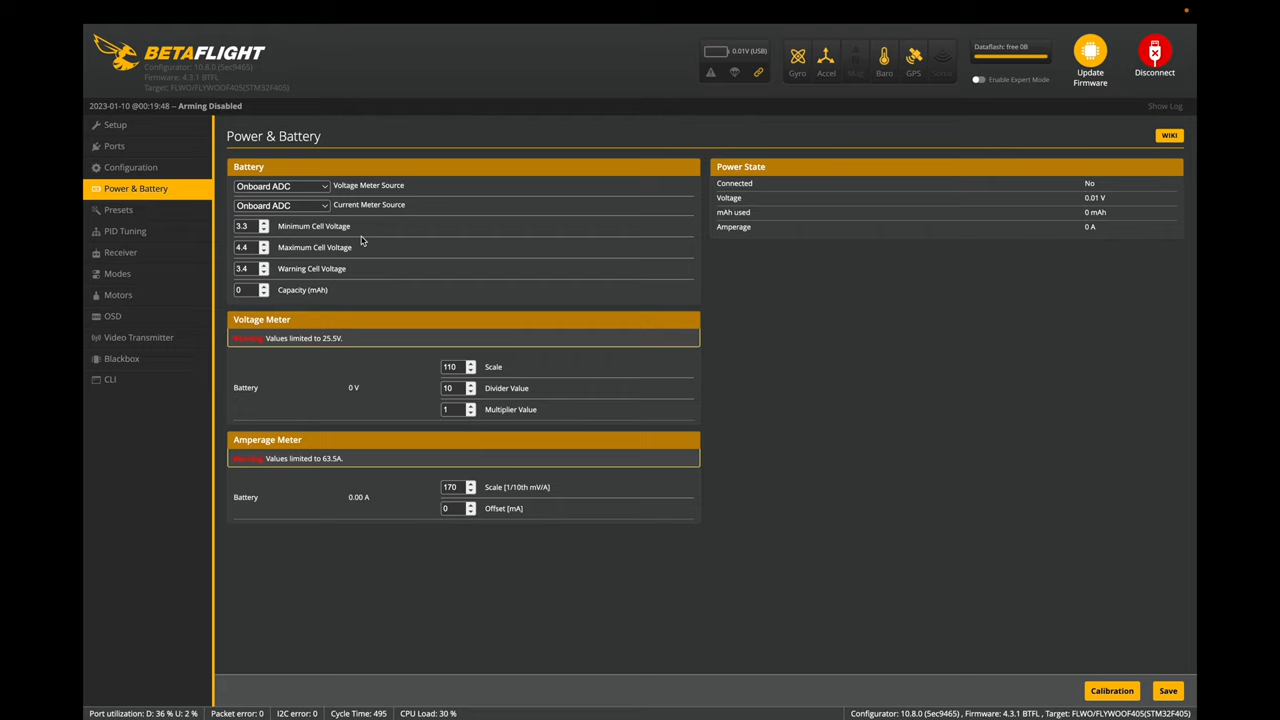 BETAFLIGHT
Configurator: 10.8.0 (5ec9465)
Firmware: 4.3.1 BTFL
Target: FLWO/FLYWOOF405(STM32F405)
0.01V (USB)
Gyro
Accel
Mag
Baro
GPS
Sonar
Dataflash: free 0B
Enable Expert Mode
Update
Firmware
Disconnect
2023-01-10 @00:19:48 -- Arming Disabled
Show Log
Setup
Ports
Configuration
Power & Battery
Presets
PID Tuning
Receiver
Modes
Motors
OSD
Video Transmitter
Blackbox
CLI
Power & Battery
WIKI
Battery
Onboard ADC Voltage Meter Source
Onboard ADC Current Meter Source
3.3 Minimum Cell Voltage
4.4 Maximum Cell Voltage
3.4 Warning Cell Voltage
0 Capacity (mAh)
Power State
Connected No
Voltage 0.01 V
mAh used 0 mAh
Amperage 0 A
Voltage Meter
Warning: Values limited to 25.5V.
Battery 0 V
110 Scale
10 Divider Value
1 Multiplier Value
Amperage Meter
Warning: Values limited to 63.5A.
Battery 0.00 A
170 Scale [1/10th mV/A]
0 Offset [mA]
Calibration
Save
Port utilization: D: 36 % U: 2 % Packet error: 0 I2C error: 0 Cycle Time: 495 CPU Load: 30 % Configurator: 10.8.0 (5ec9465) , Firmware: 4.3.1 BTFL, Target: FLWO/FLYWOOF405(STM32F405)